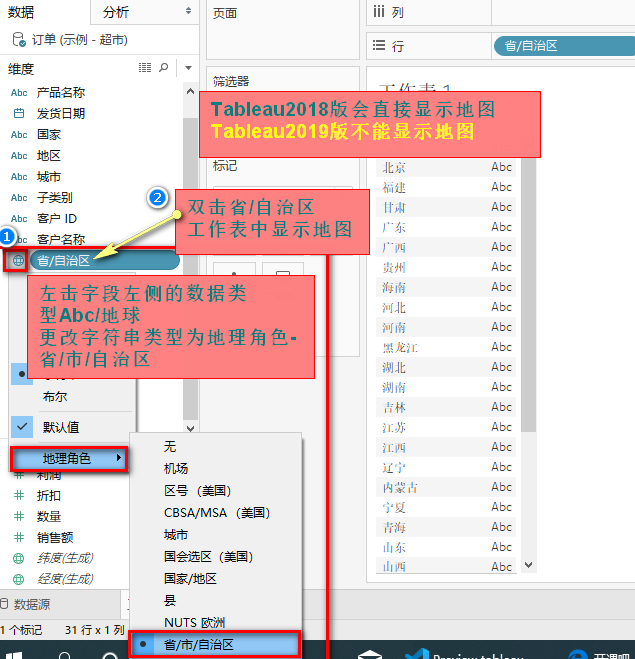 数据
分析
页面
列
行
省/自治区
订单 (示例 - 超市)
维度
筛选器
标记
Abc 产品名称
发货日期
Abc 国家
Abc 地区
Abc 城市
Abc 子类别
Abc 客户 ID
Abc 客户名称
省/自治区
工作表 1
Tableau2018版会直接显示地图
Tableau2019版不能显示地图
2
双击省/自治区
工作表中显示地图
1
左击字段左侧的数据类
型Abc/地球
更改字符串类型为地理角色-
省/市/自治区
布尔
默认值
地理角色
利润
折扣
数量
销售额
纬度(生成)
经度(生成)
无
机场
区号 (美国)
CBSA/MSA (美国)
城市
国会选区 (美国)
国家/地区
县
NUTS 欧洲
省/市/自治区
北京 Abc
福建 Abc
甘肃 Abc
广东 Abc
广西 Abc
贵州 Abc
海南 Abc
河北 Abc
河南 Abc
黑龙江 Abc
湖北 Abc
湖南 Abc
吉林 Abc
江苏 Abc
江西 Abc
辽宁 Abc
内蒙古 Abc
宁夏 Abc
青海 Abc
山东 Abc
山西 Abc
数据源
1 个标记
31 行 x 1 列
Preview tableau
开课吧